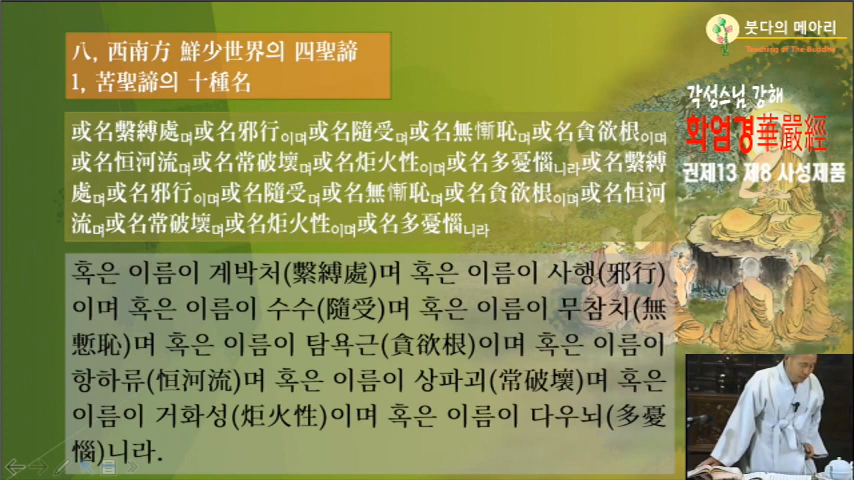 八, 西南方 鮮少世界의 四聖諦
1, 苦聖諦의 十種名
或名繫縛處며或名邪行이며或名隨受며或名無慚恥며或名貪欲根이며
或名恒河流며或名常破壞며或名炬火性이며或名多憂惱니라或名繫縛
處며或名邪行이며或名隨受며或名無慚恥며或名貪欲根이며或名恒河
流며或名常破壞며或名炬火性이며或名多憂惱니라
혹은 이름이 계박처(繫縛處)며 혹은 이름이 사행(邪行)
이며 혹은 이름이 수수(隨受)며 혹은 이름이 무참치(無
慙恥)며 혹은 이름이 탐욕근(貪欲根)이며 혹은 이름이
항하류(恒河流)며 혹은 이름이 상파괴(常破壞)며 혹은
이름이 거화성(炬火性)이며 혹은 이름이 다우뇌(多憂
惱)니라.
붓다의 메아리
Teaching of The Buddha
각성스님 강해
화엄경華嚴經
권제13 제8 사성제품